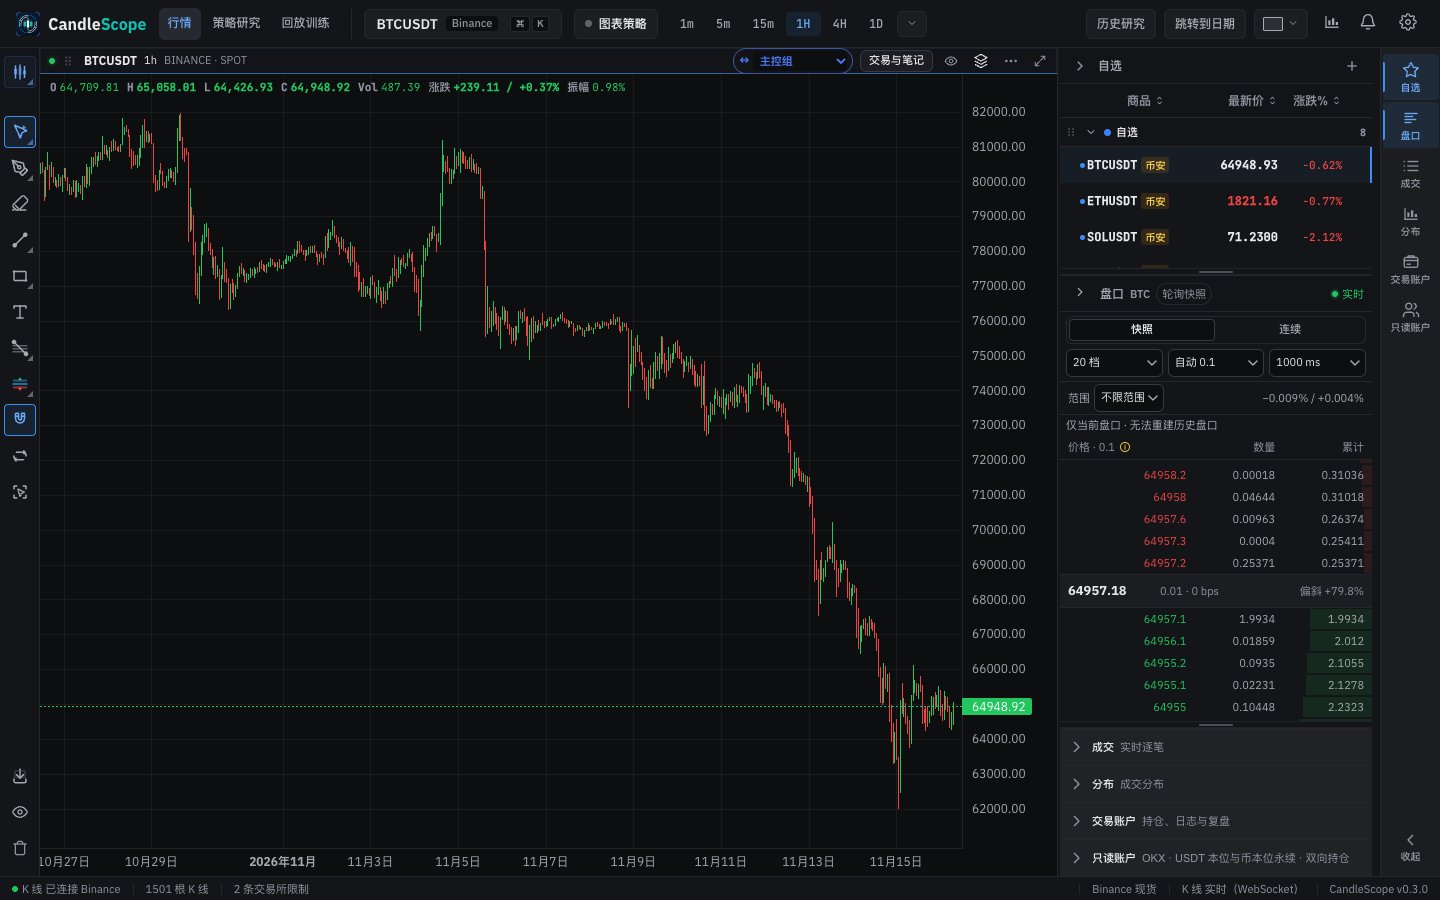 CandleScope 行情 策略研究 回放训练 BTCUSDT Binance ⌘ K 图表策略 1m 5m 15m 1H 4H 1D 历史研究 跳转到日期
BTCUSDT 1h BINANCE · SPOT 主控组 交易与笔记
O 64,709.81 H 65,058.01 L 64,426.93 C 64,948.92 Vol 487.39 涨跌 +239.11 / +0.37% 振幅 0.98%
82000.00
81000.00
80000.00
79000.00
78000.00
77000.00
76000.00
75000.00
74000.00
73000.00
72000.00
71000.00
70000.00
69000.00
68000.00
67000.00
66000.00
64948.92
64000.00
63000.00
62000.00
10月27日 10月29日 2026年11月 11月3日 11月5日 11月7日 11月9日 11月11日 11月13日 11月15日
自选
商品 最新价 涨跌%
自选 8
BTCUSDT 币安 64948.93 -0.62%
ETHUSDT 币安 1821.16 -0.77%
SOLUSDT 币安 71.2300 -2.12%
盘口 BTC 轮询快照 实时
快照 连续
20 档 自动 0.1 1000 ms
范围 不限范围 −0.009% / +0.004%
仅当前盘口 · 无法重建历史盘口
价格 · 0.1 数量 累计
64958.2 0.00018 0.31036
64958 0.04644 0.31018
64957.6 0.00963 0.26374
64957.3 0.0004 0.25411
64957.2 0.25371 0.25371
64957.18 0.01 · 0 bps 偏斜 +79.8%
64957.1 1.9934 1.9934
64956.1 0.01859 2.012
64955.2 0.0935 2.1055
64955.1 0.02231 2.1278
64955 0.10448 2.2323
成交 实时逐笔
分布 成交分布
交易账户 持仓、日志与复盘
只读账户 OKX · USDT 本位与币本位永续 · 双向持仓
自选
盘口
成交
分布
交易账户
只读账户
收起
K 线 已连接 Binance 1501 根 K 线 2 条交易所限制 Binance 现货 K 线 实时（WebSocket） CandleScope v0.3.0